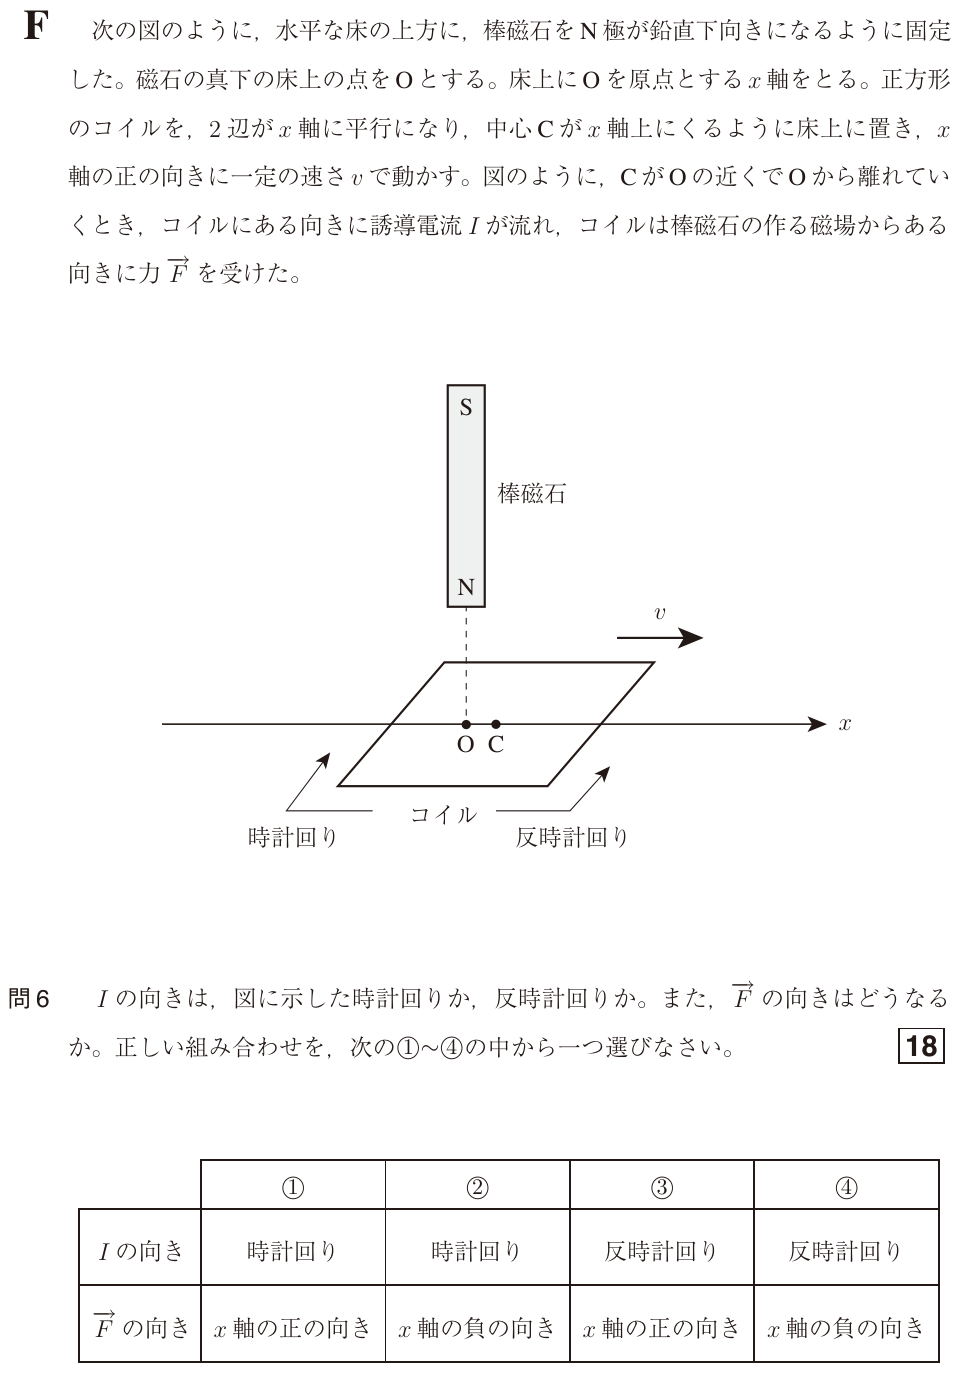 F 次の図のように，水平な床の上方に，棒磁石をN極が鉛直下向きになるように固定
した。磁石の真下の床上の点をOとする。床上にOを原点とするx軸をとる。正方形
のコイルを，2辺がx軸に平行になり，中心Cがx軸上にくるように床上に置き，x
軸の正の向きに一定の速さvで動かす。図のように，CがOの近くでOから離れてい
くとき，コイルにある向きに誘導電流Iが流れ，コイルは棒磁石の作る磁場からある
向きに力F→を受けた。
S
棒磁石
N
v
x
O C
コイル
時計回り 反時計回り
問6 Iの向きは，図に示した時計回りか，反時計回りか。また，F→の向きはどうなる
か。正しい組み合わせを，次の①~④の中から一つ選びなさい。 18
① ② ③ ④
Iの向き 時計回り 時計回り 反時計回り 反時計回り
F→の向き x軸の正の向き x軸の負の向き x軸の正の向き x軸の負の向き